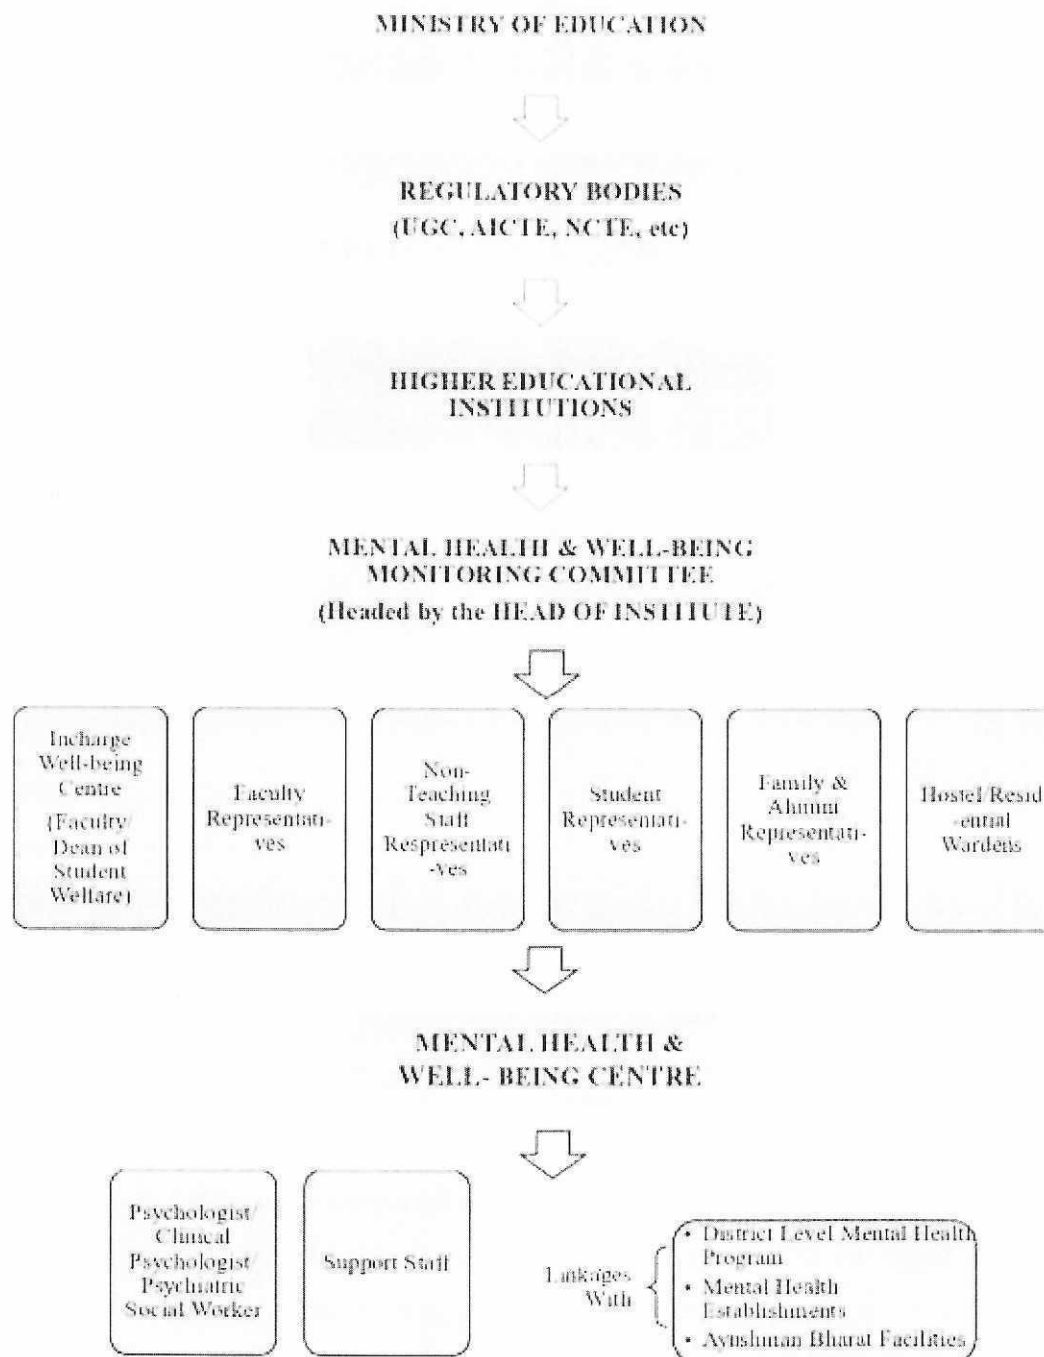 MINISTRY OF EDUCATION
REGULATORY BODIES
(UGC, AICTE, NCTE, etc)
HIGHER EDUCATIONAL
INSTITUTIONS
MENTAL HEALTH & WELL-BEING
MONITORING COMMITTEE
(Headed by the HEAD OF INSTITUTE)
Incharge
Well-being
Centre
(Faculty/
Dean of
Student
Welfare)
Faculty
Representati-
ves
Non-
Teaching
Staff
Respresentati
-ves
Student
Representati-
ves
Family &
Alumni
Representati-
ves
Hostel/Resid
-ential
Wardens
MENTAL HEALTH &
WELL- BEING CENTRE
Psychologist/
Clinical
Psychologist/
Psychiatric
Social Worker
Support Staff
Linkages
With
• District Level Mental Health
Program
• Mental Health
Establishments
• Ayushman Bharat Facilities